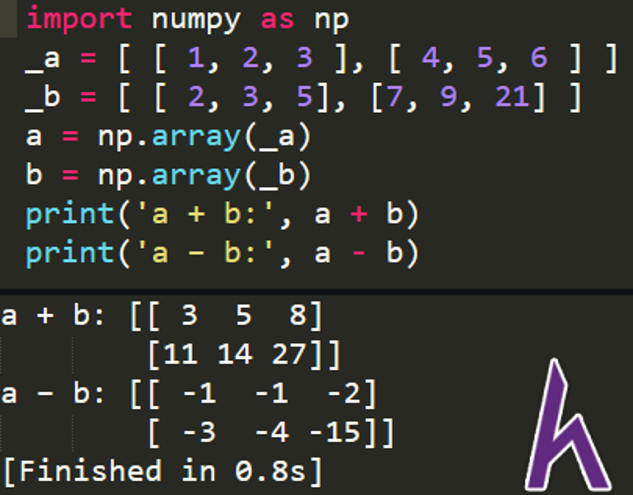 import numpy as np
_a = [ [ 1, 2, 3 ], [ 4, 5, 6 ] ]
_b = [ [ 2, 3, 5], [7, 9, 21] ]
a = np.array(_a)
b = np.array(_b)
print('a + b:', a + b)
print('a - b:', a - b)
a + b: [[ 3  5  8]
        [11 14 27]]
a - b: [[ -1  -1  -2]
        [ -3  -4 -15]]
[Finished in 0.8s]